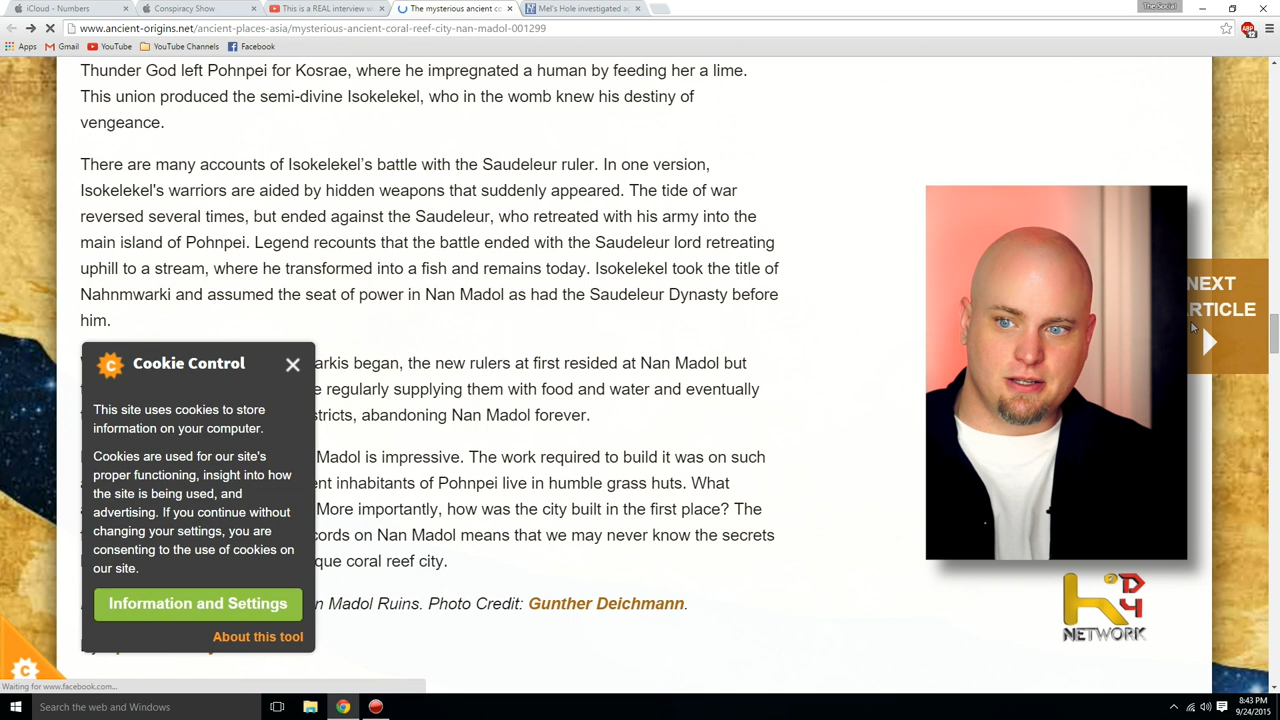 iCloud - Numbers
Conspiracy Show
This is a REAL interview w
The mysterious ancient co
Mel's Hole investigated a
The Social
www.ancient-origins.net/ancient-places-asia/mysterious-ancient-coral-reef-city-nan-madol-001299
Apps
Gmail
YouTube
YouTube Channels
Facebook
Thunder God left Pohnpei for Kosrae, where he impregnated a human by feeding her a lime.
This union produced the semi-divine Isokelekel, who in the womb knew his destiny of
vengeance.
There are many accounts of Isokelekel’s battle with the Saudeleur ruler. In one version,
Isokelekel's warriors are aided by hidden weapons that suddenly appeared. The tide of war
reversed several times, but ended against the Saudeleur, who retreated with his army into the
main island of Pohnpei. Legend recounts that the battle ended with the Saudeleur lord retreating
uphill to a stream, where he transformed into a fish and remains today. Isokelekel took the title of
Nahnmwarki and assumed the seat of power in Nan Madol as had the Saudeleur Dynasty before
him.
arkis began, the new rulers at first resided at Nan Madol but
e regularly supplying them with food and water and eventually
stricts, abandoning Nan Madol forever.
Madol is impressive. The work required to build it was on such
ent inhabitants of Pohnpei live in humble grass huts. What
More importantly, how was the city built in the first place? The
cords on Nan Madol means that we may never know the secrets
que coral reef city.
n Madol Ruins. Photo Credit: Gunther Deichmann.
Cookie Control
This site uses cookies to store
information on your computer.
Cookies are used for our site's
proper functioning, insight into how
the site is being used, and
advertising. If you continue without
changing your settings, you are
consenting to the use of cookies on
our site.
Information and Settings
About this tool
NEXT
ARTICLE
NETWORK
Waiting for www.facebook.com...
Search the web and Windows
8:43 PM
9/24/2015